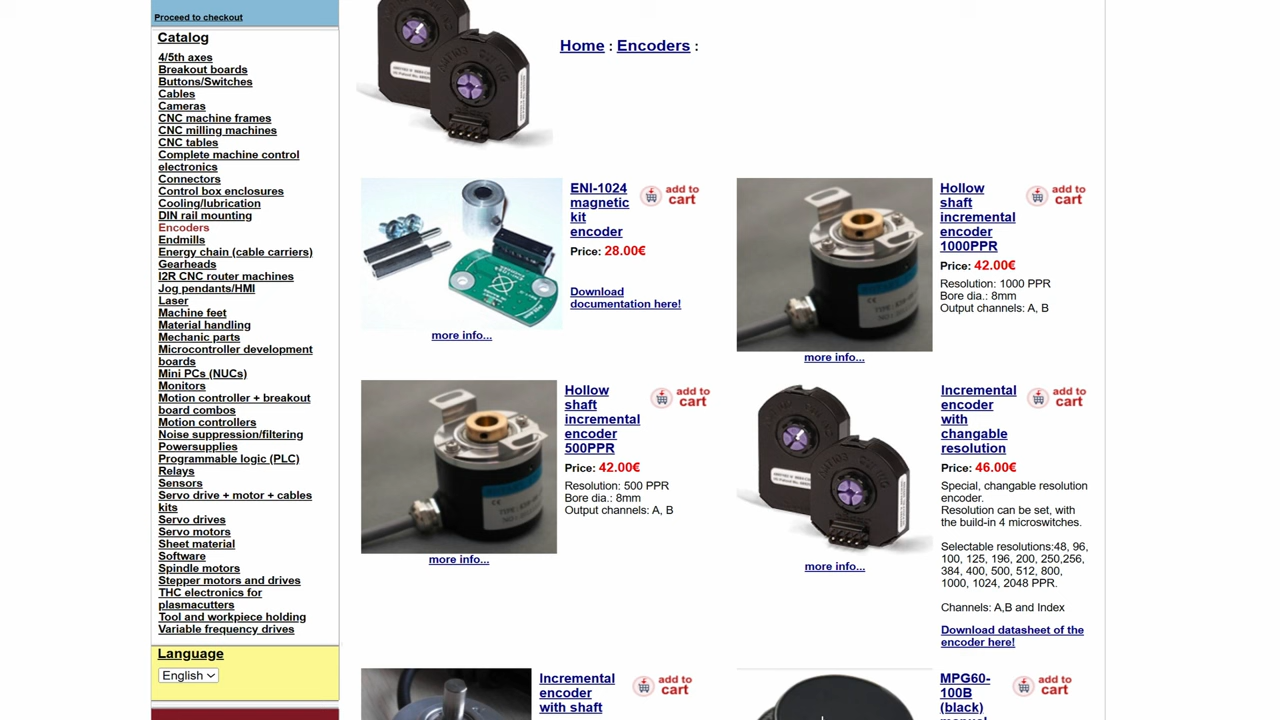 Proceed to checkout
Catalog
4/5th axes
Breakout boards
Buttons/Switches
Cables
Cameras
CNC machine frames
CNC milling machines
CNC tables
Complete machine control
electronics
Connectors
Control box enclosures
Cooling/lubrication
DIN rail mounting
Encoders
Endmills
Energy chain (cable carriers)
Gearheads
I2R CNC router machines
Jog pendants/HMI
Laser
Machine feet
Material handling
Mechanic parts
Microcontroller development
boards
Mini PCs (NUCs)
Monitors
Motion controller + breakout
board combos
Motion controllers
Noise suppression/filtering
Powersupplies
Programmable logic (PLC)
Relays
Sensors
Servo drive + motor + cables
kits
Servo drives
Servo motors
Sheet material
Software
Spindle motors
Stepper motors and drives
THC electronics for
plasmacutters
Tool and workpiece holding
Variable frequency drives
Language
English
Home : Encoders :
ENI-1024
magnetic
kit
encoder
add to
cart
Price: 28.00€
Download
documentation here!
more info...
Hollow
shaft
incremental
encoder
1000PPR
add to
cart
Price: 42.00€
Resolution: 1000 PPR
Bore dia.: 8mm
Output channels: A, B
more info...
Hollow
shaft
incremental
encoder
500PPR
add to
cart
Price: 42.00€
Resolution: 500 PPR
Bore dia.: 8mm
Output channels: A, B
more info...
Incremental
encoder
with
changable
resolution
add to
cart
Price: 46.00€
Special, changable resolution
encoder.
Resolution can be set, with
the build-in 4 microswitches.
Selectable resolutions:48, 96,
100, 125, 196, 200, 250,256,
384, 400, 500, 512, 800,
1000, 1024, 2048 PPR.
Channels: A,B and Index
Download datasheet of the
encoder here!
more info...
Incremental
encoder
with shaft
add to
cart
MPG60-
100B
(black)
manual
add to
cart